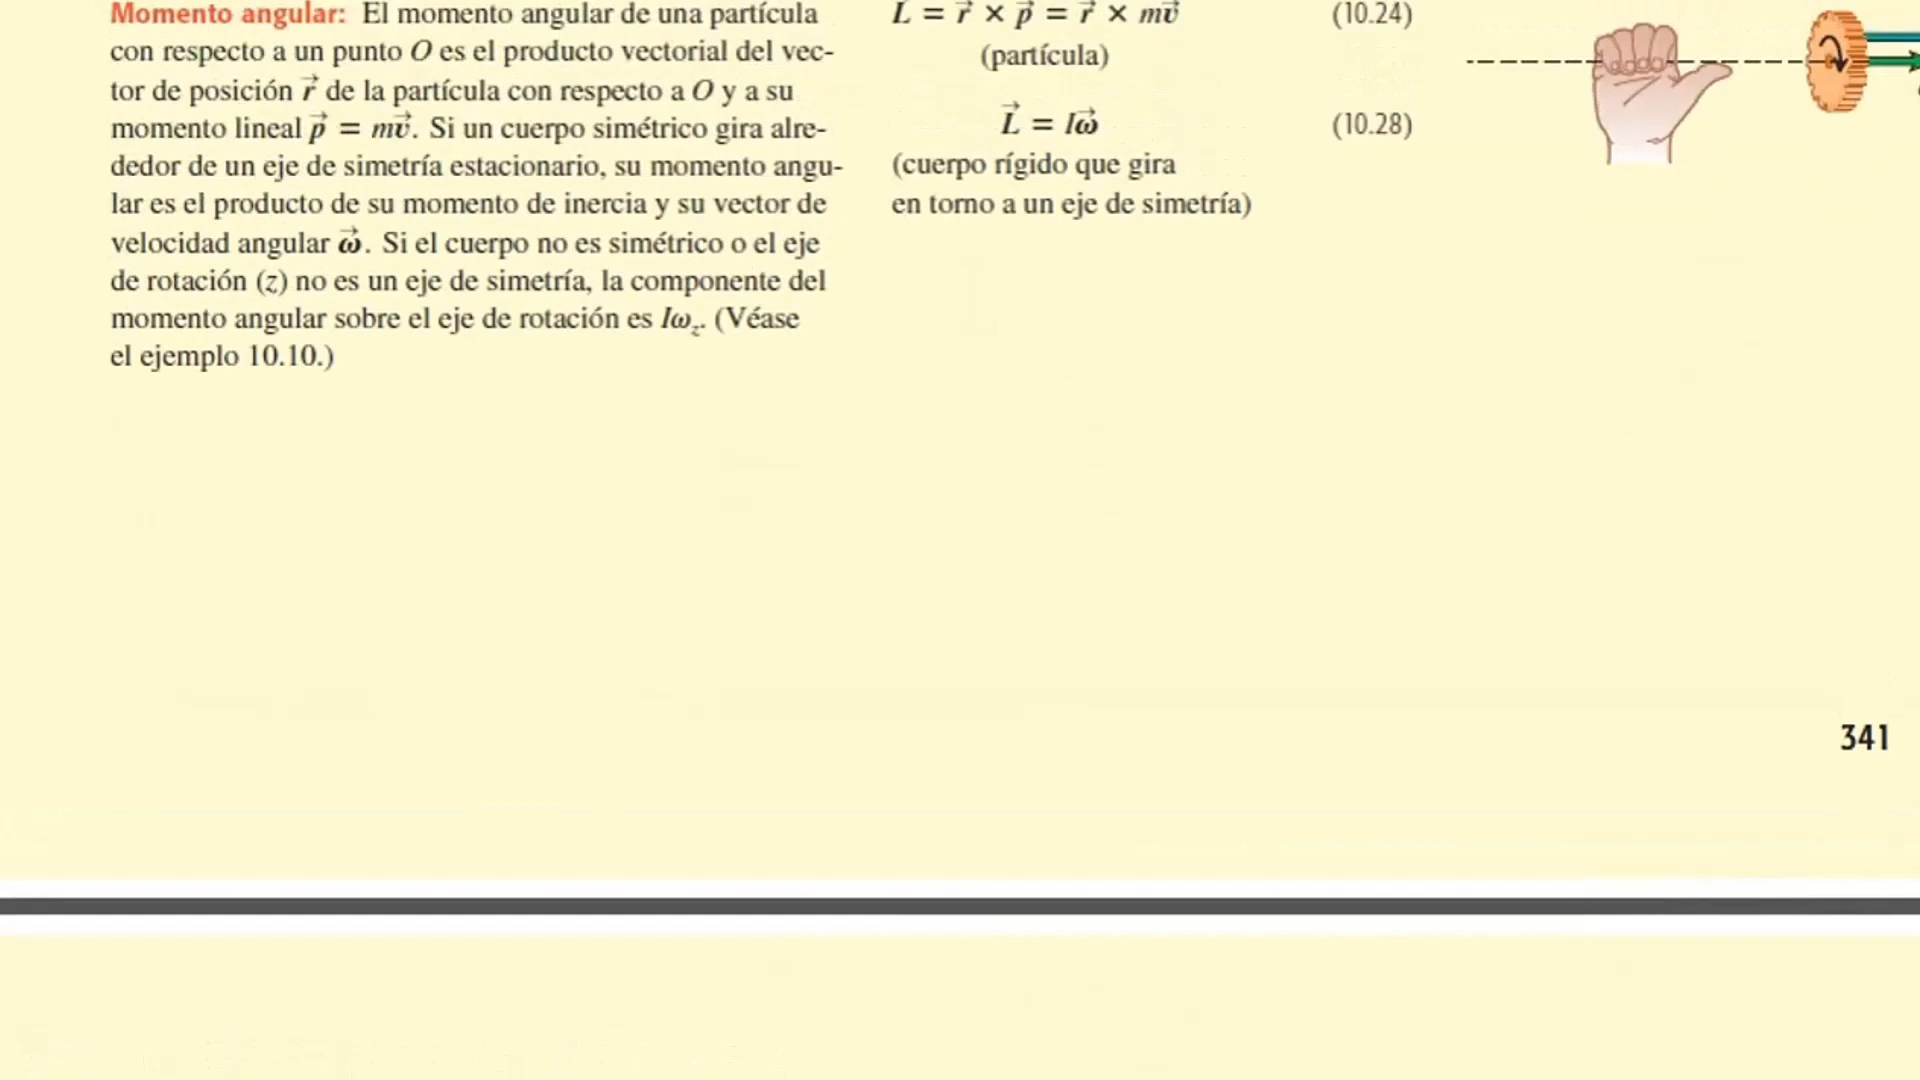 Momento angular: El momento angular de una partícula
con respecto a un punto O es el producto vectorial del vec-
tor de posición r⃗ de la partícula con respecto a O y a su
momento lineal p⃗ = mv⃗. Si un cuerpo simétrico gira alre-
dedor de un eje de simetría estacionario, su momento angu-
lar es el producto de su momento de inercia y su vector de
velocidad angular ω⃗. Si el cuerpo no es simétrico o el eje
de rotación (z) no es un eje de simetría, la componente del
momento angular sobre el eje de rotación es Iω_z. (Véase
el ejemplo 10.10.)
L⃗ = r⃗ × p⃗ = r⃗ × mv⃗ (10.24)
(partícula)
L⃗ = Iω⃗ (10.28)
(cuerpo rígido que gira
en torno a un eje de simetría)
341